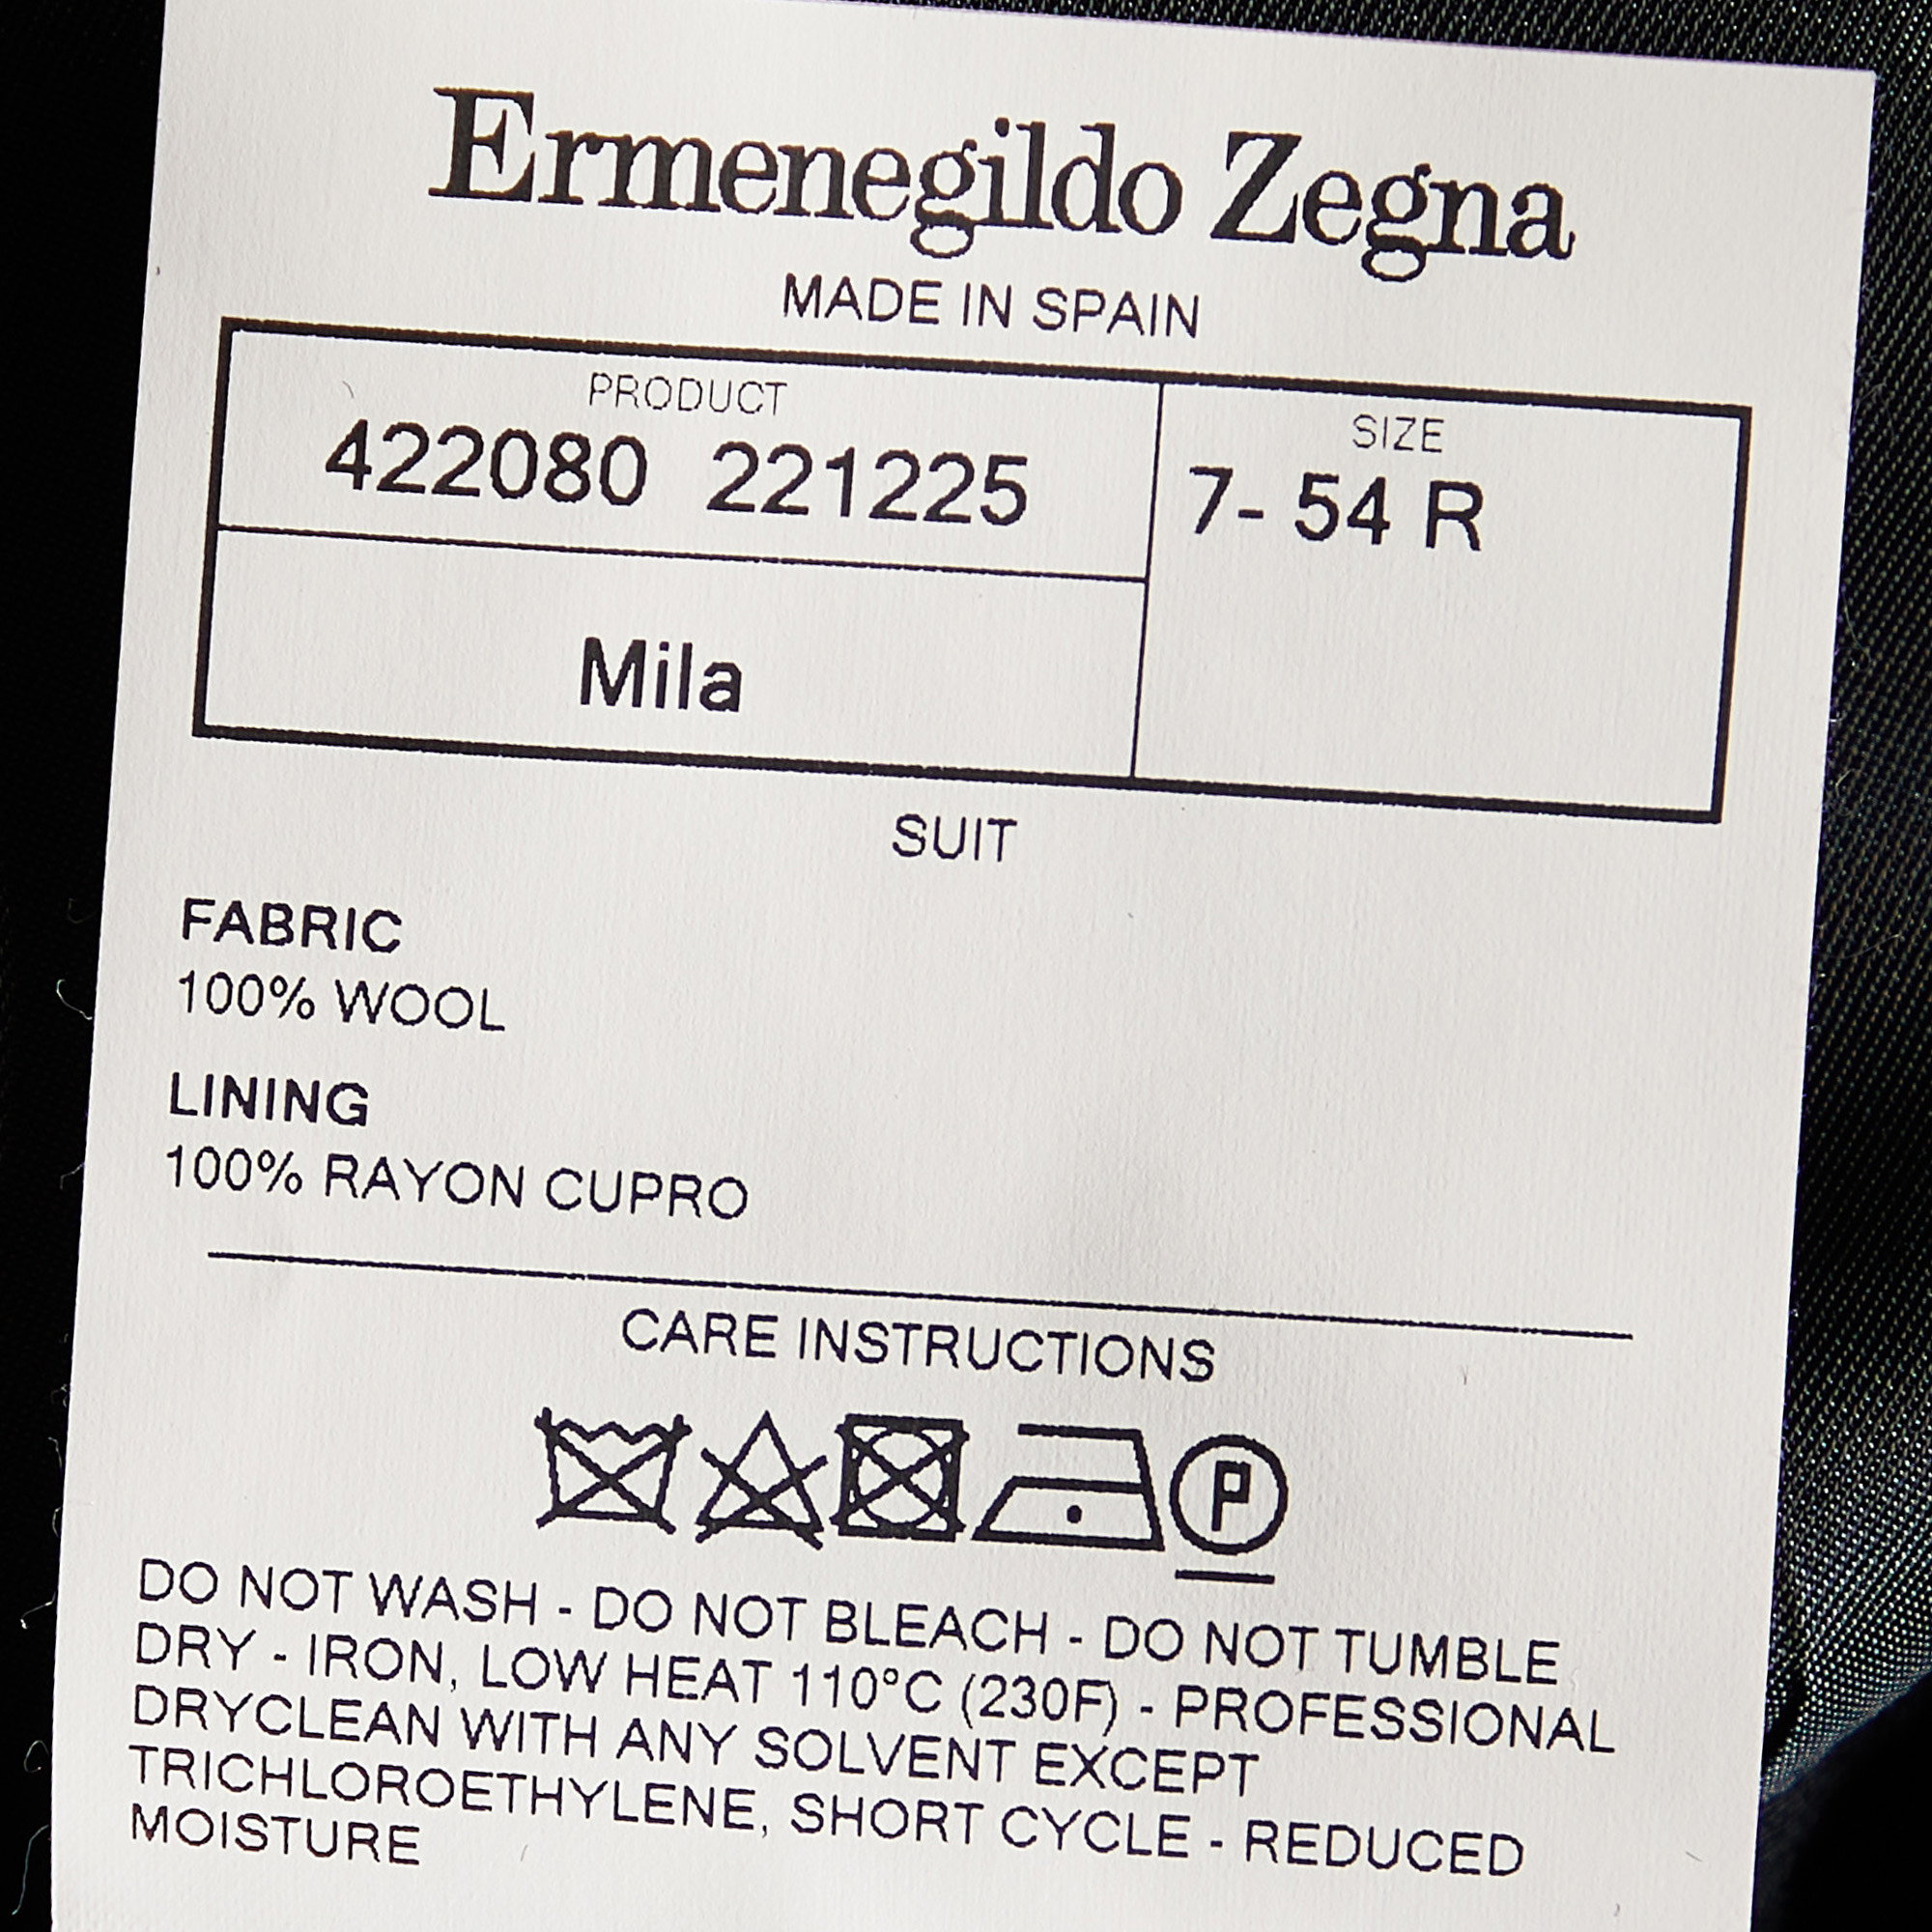 Ermenegildo Zegna
MADE IN SPAIN
PRODUCT
422080 221225
SIZE
7- 54 R
Mila
SUIT
FABRIC
100% WOOL
LINING
100% RAYON CUPRO
CARE INSTRUCTIONS
P
DO NOT WASH - DO NOT BLEACH - DO NOT TUMBLE
DRY - IRON, LOW HEAT 110°C (230F) - PROFESSIONAL
DRYCLEAN WITH ANY SOLVENT EXCEPT
TRICHLOROETHYLENE, SHORT CYCLE - REDUCED
MOISTURE